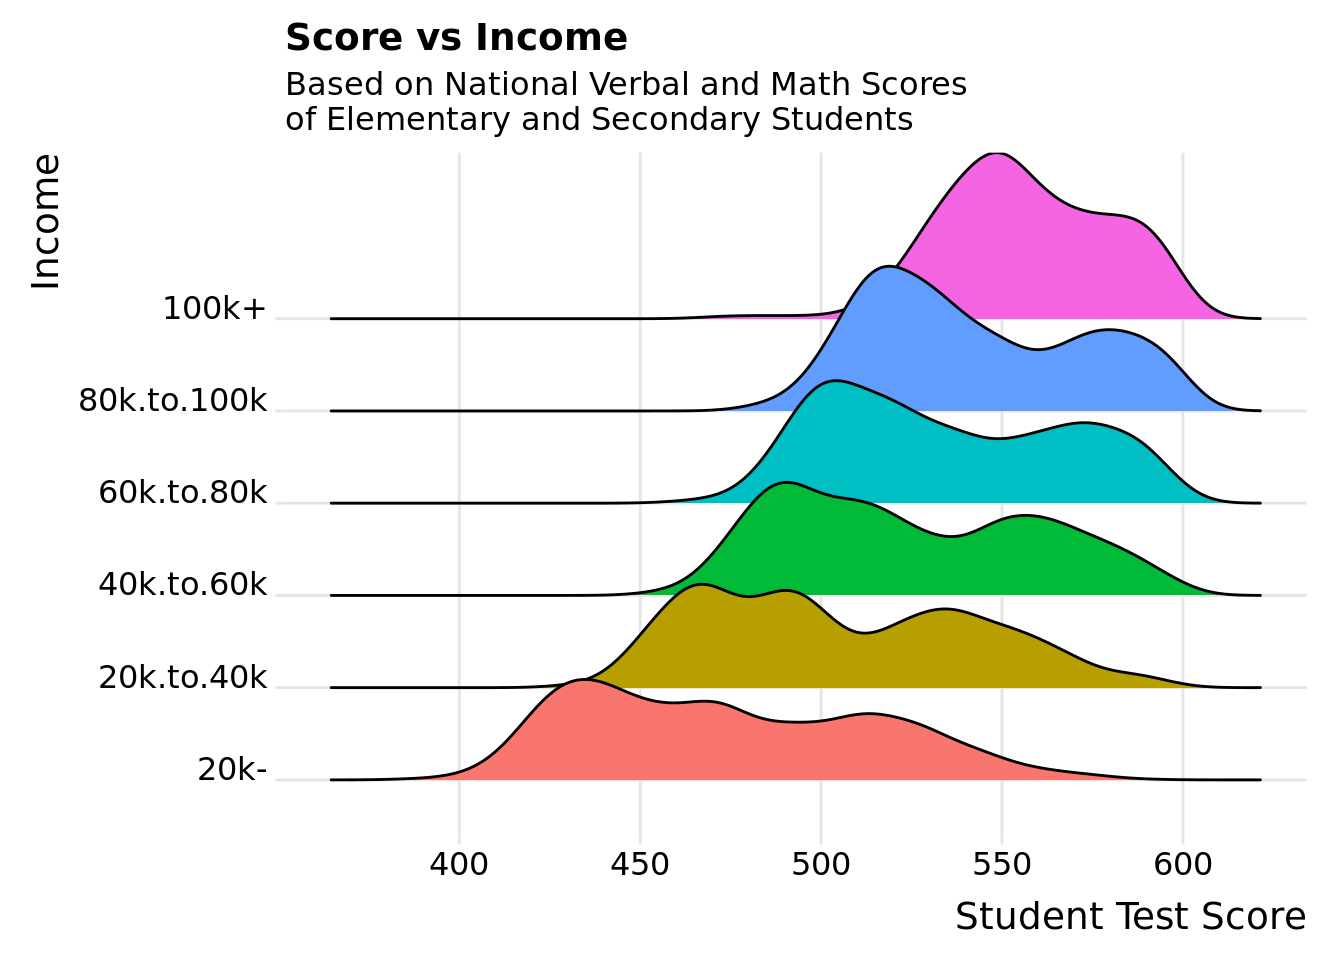 Score vs Income
Based on National Verbal and Math Scores
of Elementary and Secondary Students
Income
100k+
80k.to.100k
60k.to.80k
40k.to.60k
20k.to.40k
20k-
400 450 500 550 600
Student Test Score